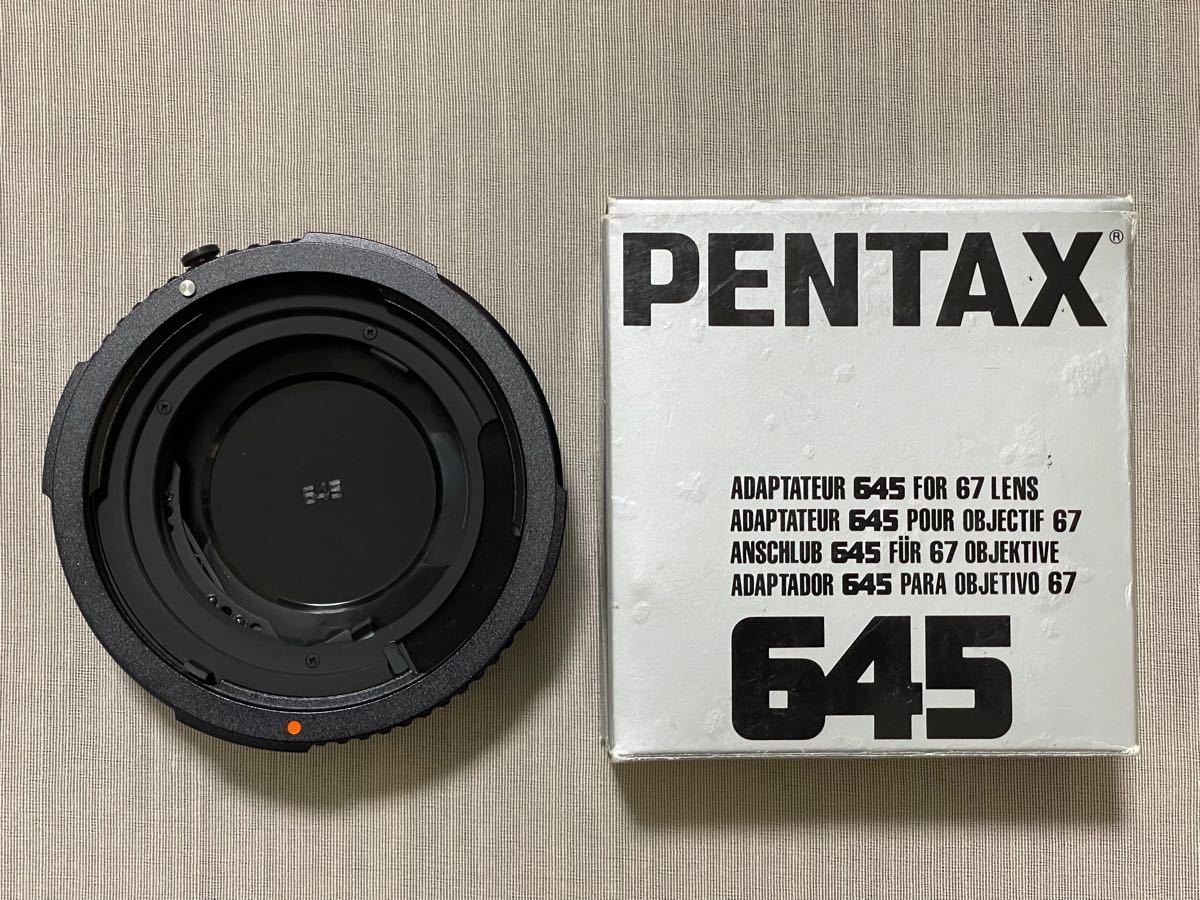 645
PENTAX®
ADAPTATEUR 645 FOR 67 LENS
ADAPTATEUR 645 POUR OBJECTIF 67
ANSCHLUB 645 FÜR 67 OBJEKTIVE
ADAPTADOR 645 PARA OBJETIVO 67
645